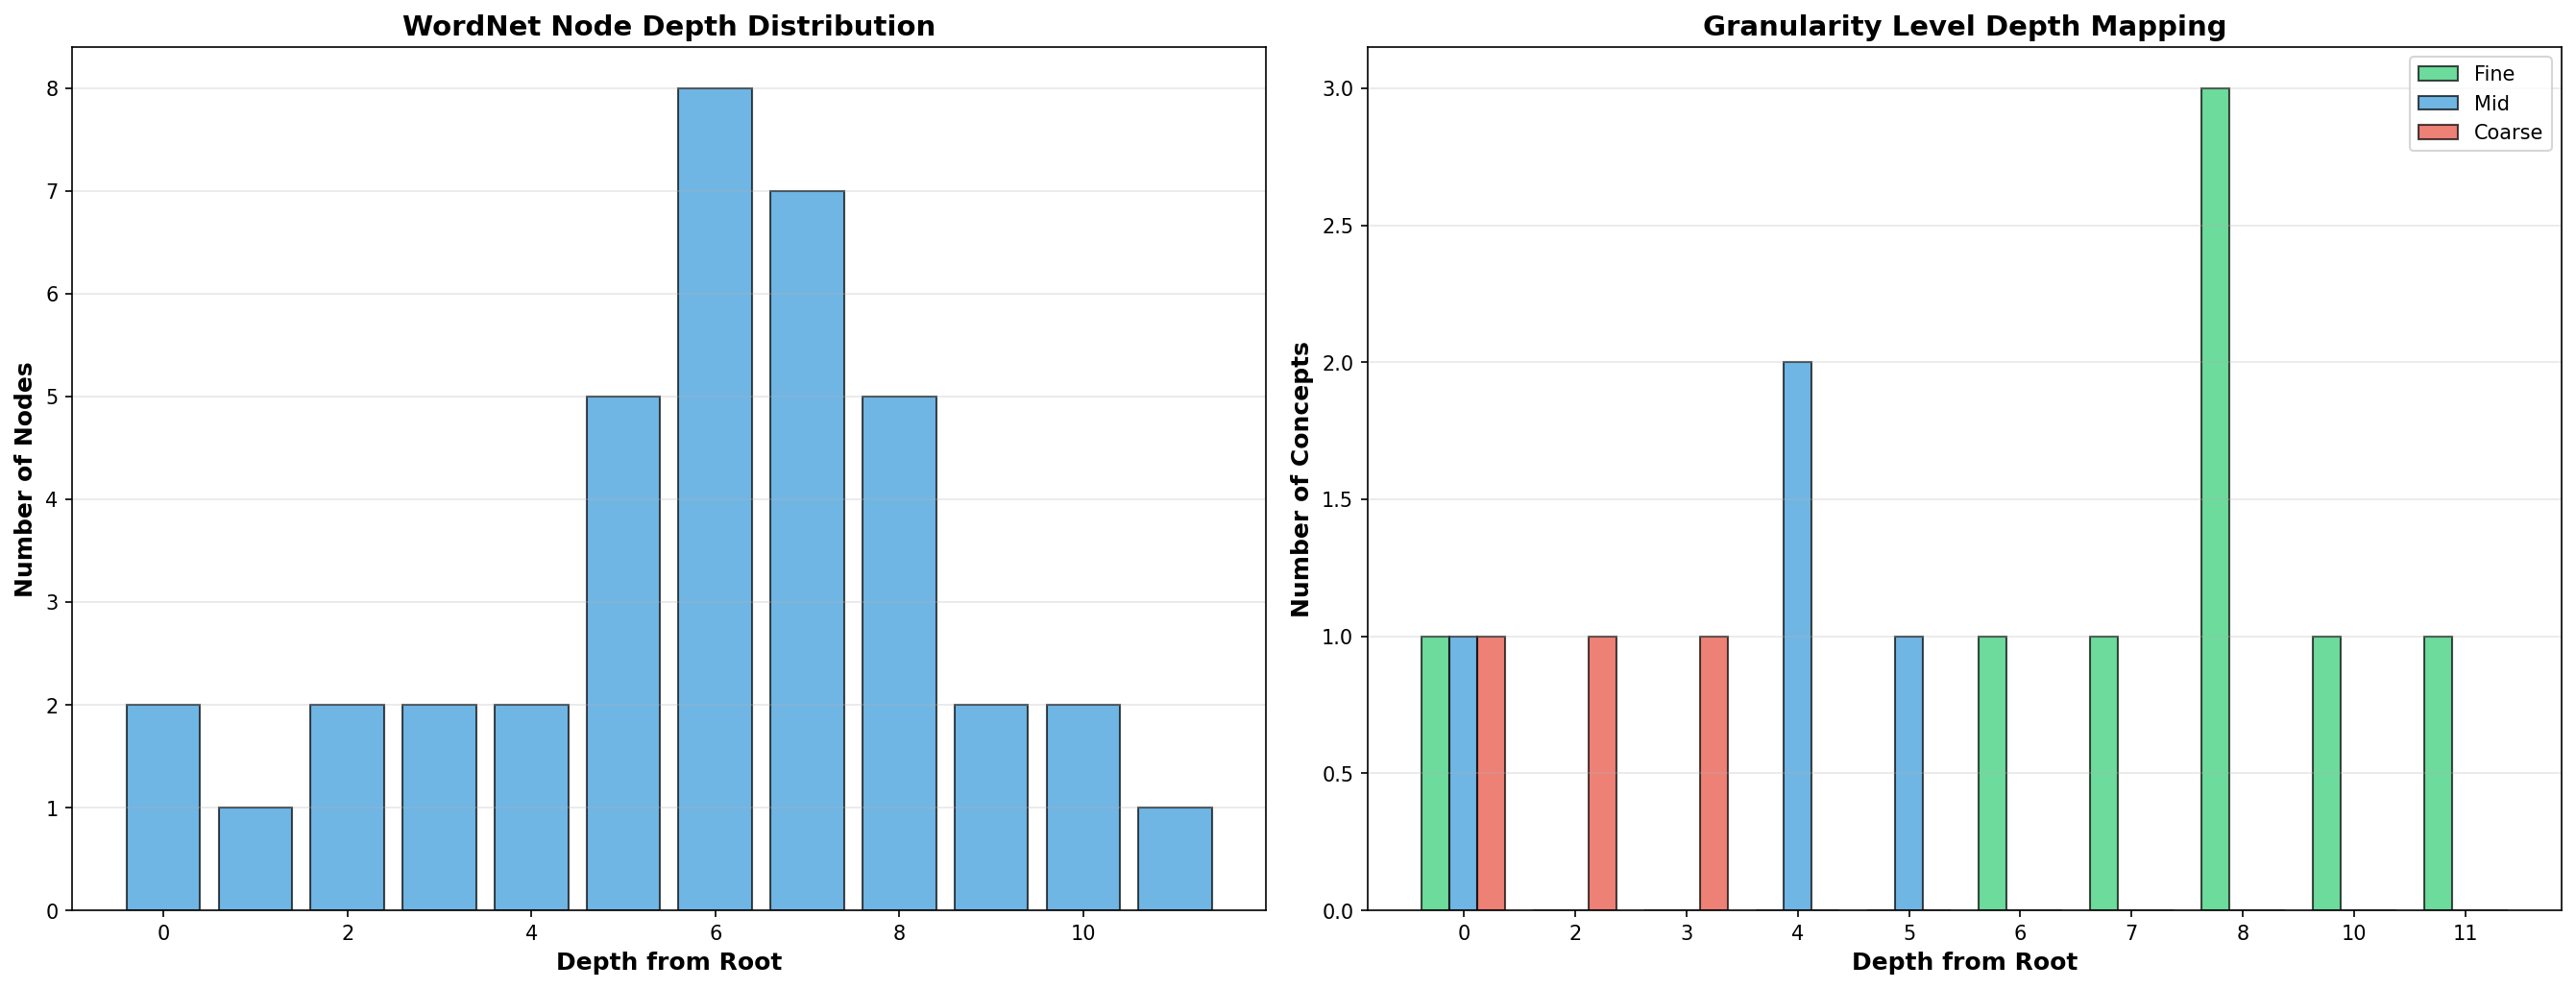 WordNet Node Depth Distribution
Number of Nodes
8
7
6
5
4
3
2
1
0
0 2 4 6 8 10
Depth from Root
Granularity Level Depth Mapping
Number of Concepts
3.0
2.5
2.0
1.5
1.0
0.5
0.0
Fine
Mid
Coarse
0 2 3 4 5 6 7 8 10 11
Depth from Root